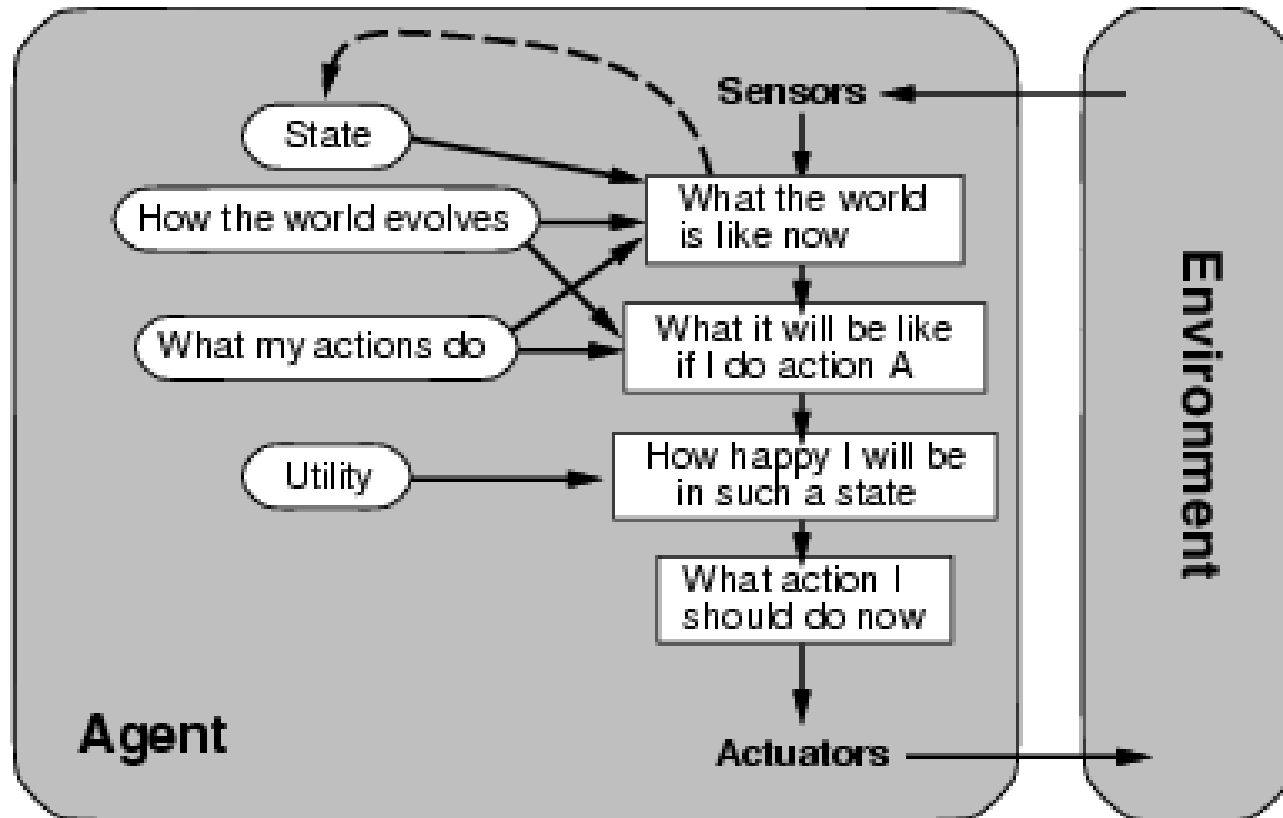 Sensors
State
What the world
is like now
How the world evolves
What it will be like
if I do action A
What my actions do
How happy I will be
in such a state
Utility
What action I
should do now
Agent
Actuators
Environment